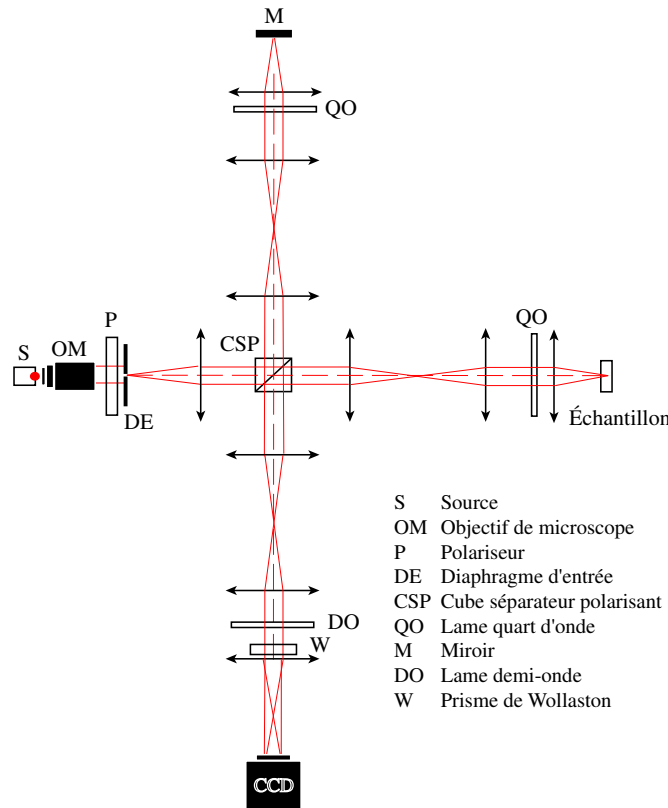 M
QO
P
CSP
QO
S
OM
DE
Échantillon
S Source
OM Objectif de microscope
P Polariseur
DE Diaphragme d'entrée
CSP Cube séparateur polarisant
QO Lame quart d'onde
M Miroir
DO Lame demi-onde
W Prisme de Wollaston
DO
W
CCD